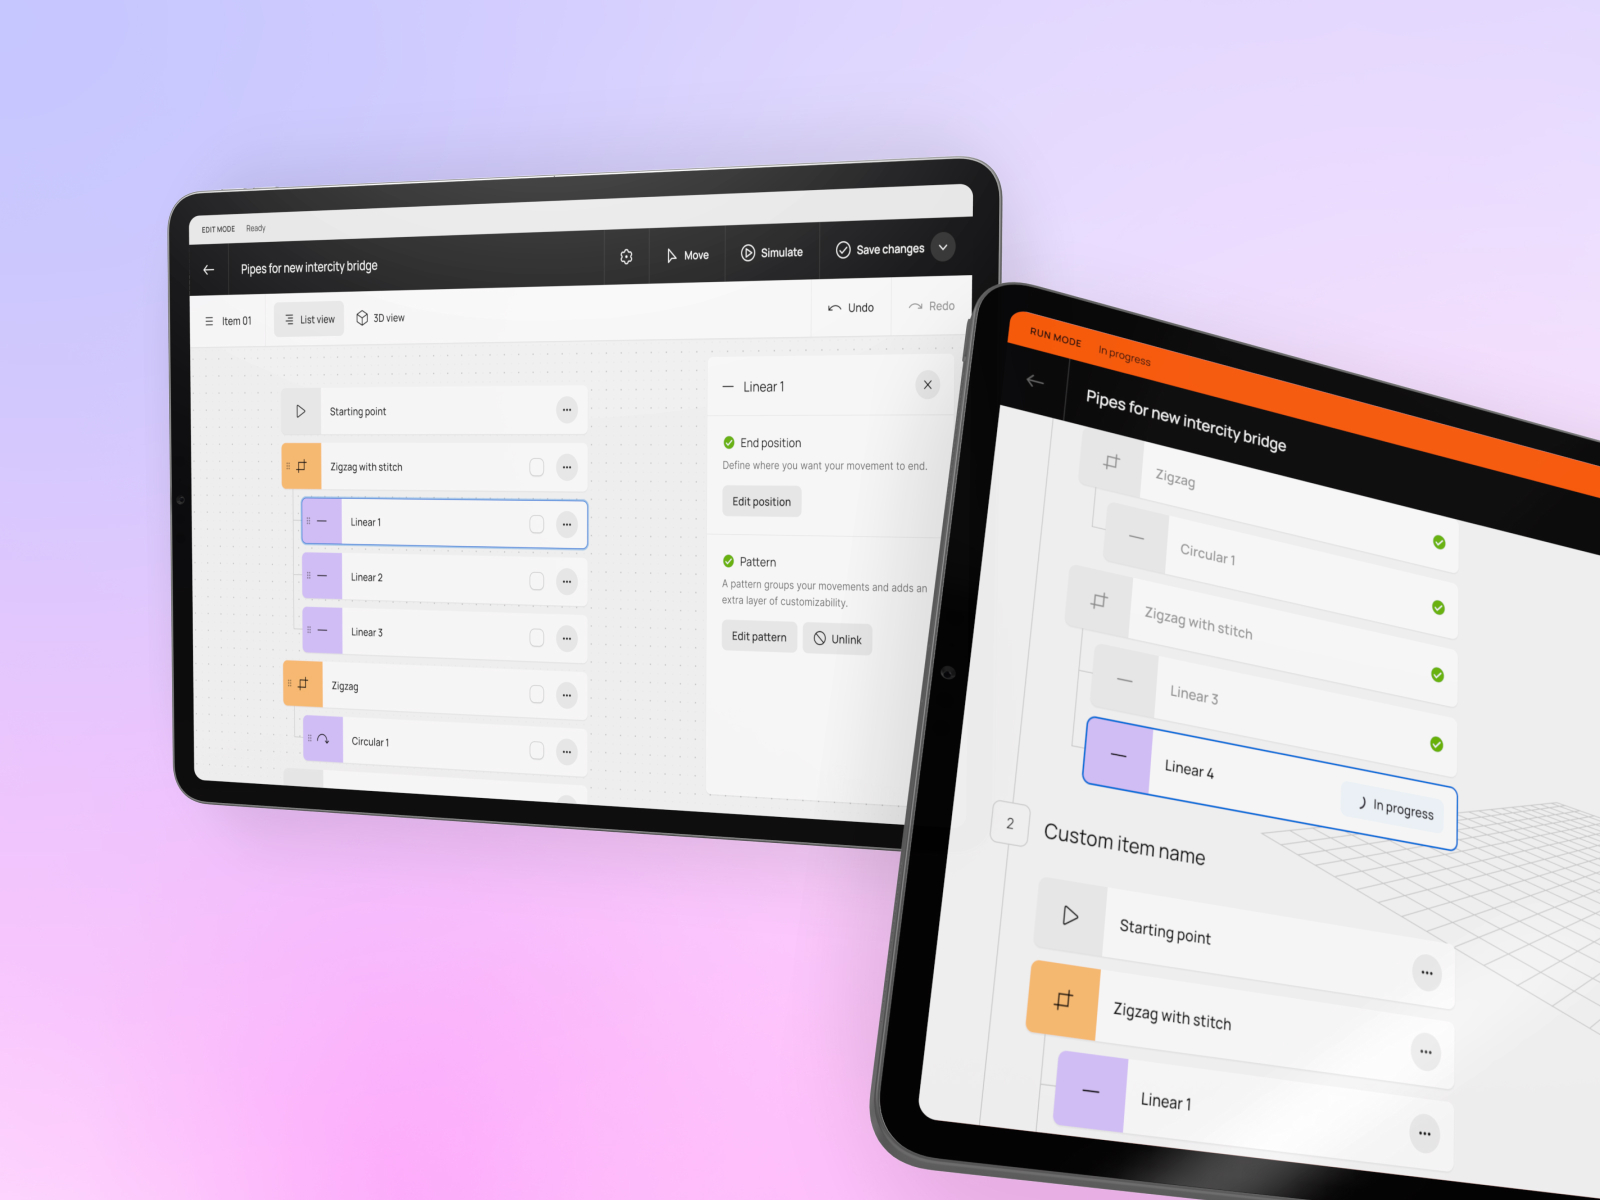 EDIT MODE Ready
Pipes for new intercity bridge
Move
Simulate
Save changes
Item 01
List view
3D view
Undo
Redo
Starting point
Zigzag with stitch
Linear 1
Linear 2
Linear 3
Zigzag
Circular 1
Linear 1
End position
Define where you want your movement to end.
Edit position
Pattern
A pattern groups your movements and adds an
extra layer of customizability.
Edit pattern
Unlink
RUN MODE In progress
Pipes for new intercity bridge
Zigzag
Circular 1
Zigzag with stitch
Linear 3
Linear 4
In progress
2
Custom item name
Starting point
Zigzag with stitch
Linear 1